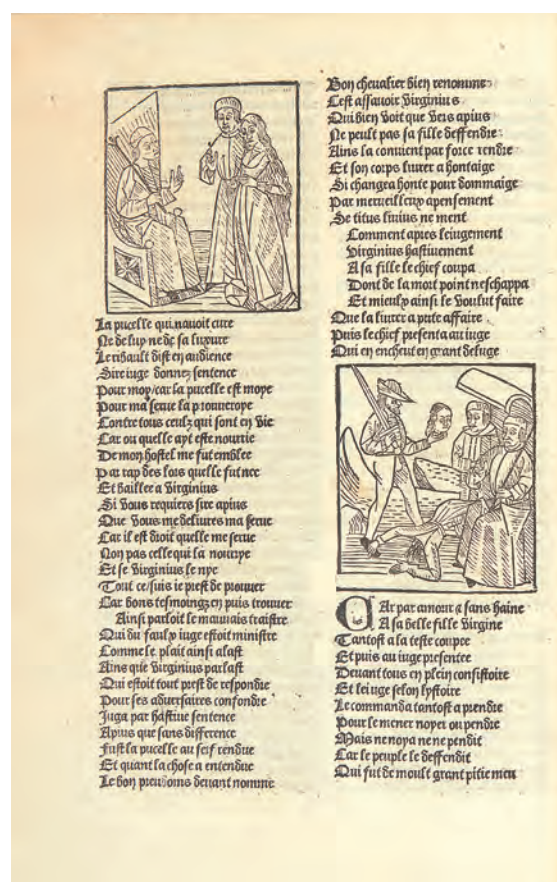 La pucelle qui nauoit cure
Ne de luy ne de sa luxure
Le ribault dist en audience
Sire iuge donnez sentence
Pour moy/car la pucelle est moye
Pour ma serue la prouueroye
Contre tous ceulx qui sont en vie
Car ou quelle ayt este nourrie
De mon hostel me fut emblee
Par rap des lors quelle fut nee
Et baillee a virginius
Si vous requiers sire apius
Que vous me deliures ma serue
Car il est droit quelle me serue
Non pas celle qui la nourrye
Et se virginius le nye
Tout ce/suis ie prest de prouuer
Car bons tesmoingz en puis trouuer
Ainsi parloit le mauuais traistre
Qui du faulx iuge estoit ministre
Comme le plait ainsi alast
Ains que virginius parlast
Qui estoit tout prest de respondre
Pour ses aduersaires confondre
Juga par hastiue sentence
Apius que sans difference
Fust la pucelle au serf rendue
Et quant la chose a entendue
Le bon preudoms deuant nomme
Bon cheualier bien renomme
Cest assauoir virginius
Qui bien voit que vers apius
Ne peult pas sa fille deffendre
Ains la conuient par force rendre
Et son corps liurer a hontaige
Si changea honte pour dommaige
Par merueilleux apensement
Se titus liuius ne ment
Comment apres leiugement
Virginius hastiuement
A sa fille le chief coupa
Dont de la mort point neschappa
Et mieulx ainsi le voulut faire
Que la liurer a pute affaire
Puis le chief presenta au iuge
Qui en encheut en grant deluge
CAr par amour & sans haine
A sa belle fille virgine
Tantost a la teste coupee
Et puis au iuge presentee
Deuant tous en plein consistoire
Et le iuge selon lystoire
Le commanda tantost a prendre
Pour le mener noyer ou pendre
Mais ne noya ne ne pendit
Car le peuple le deffendit
Qui fut de moult grant pitie meu